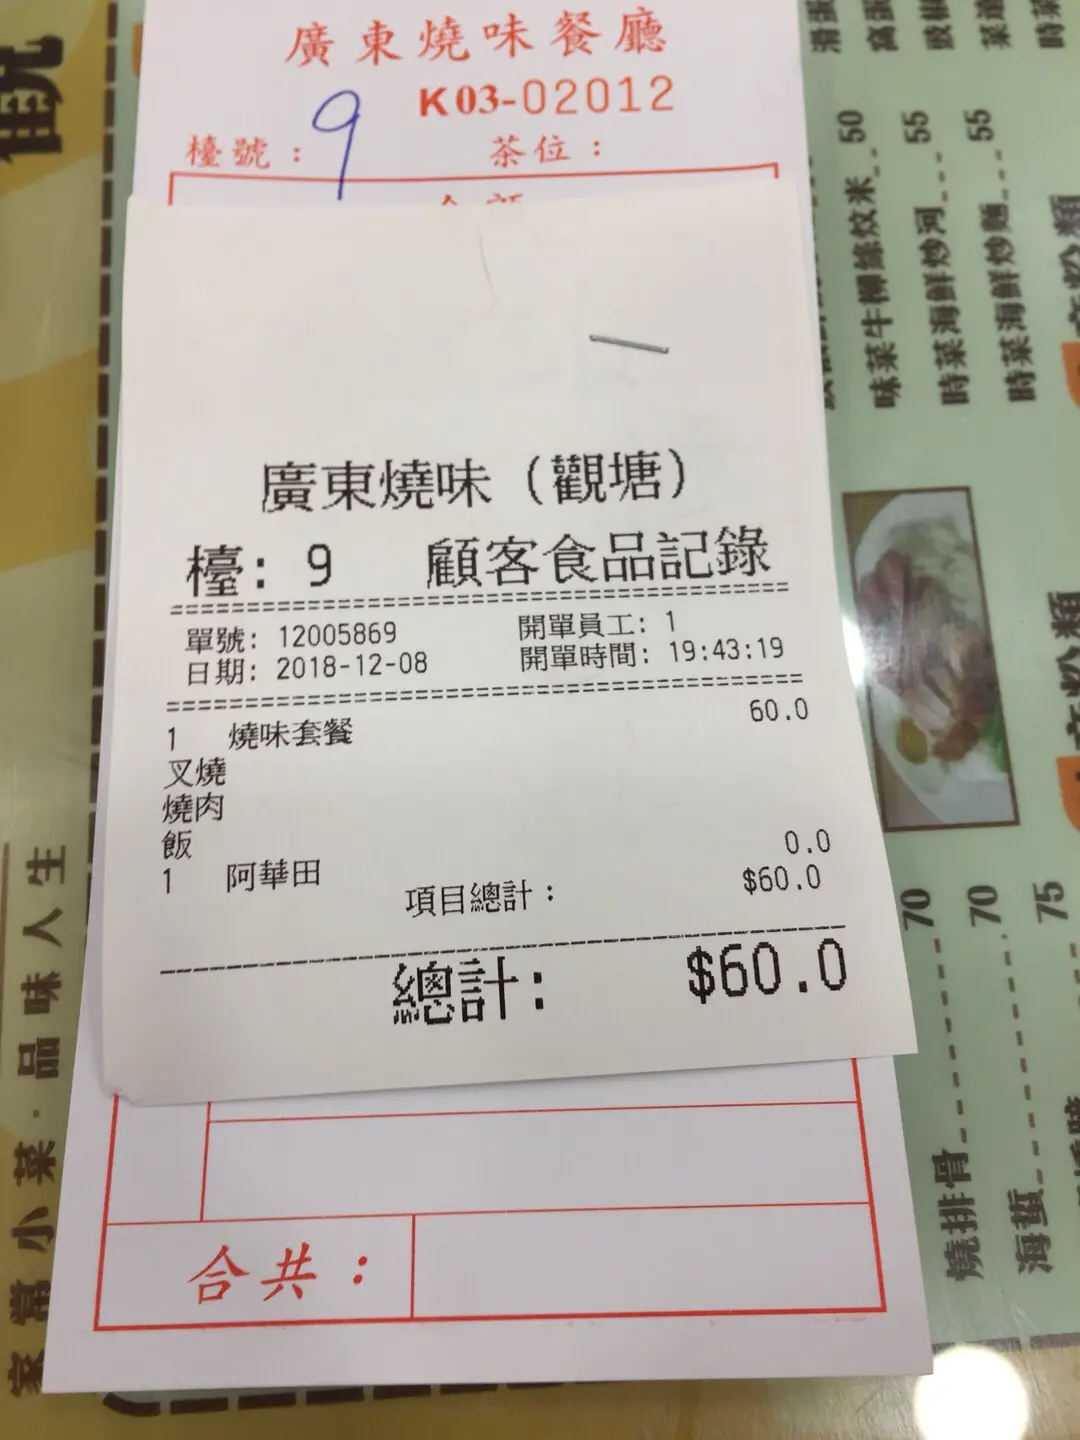 廣東燒味餐廳
K03-02012
檯號： 9 茶位：
廣東燒味（觀塘）
檯: 9 顧客食品記錄
單號: 12005869 開單員工: 1
日期: 2018-12-08 開單時間: 19:43:19
1 燒味套餐 60.0
叉燒
燒肉
飯
1 阿華田 0.0
項目總計： $60.0
總計: $60.0
合共：
味菜牛柳絲炆米 50
時菜海鮮炒河 55
時菜海鮮炒麵 55
燒排骨 70
海蜇 70
75
家常小菜·品味人生